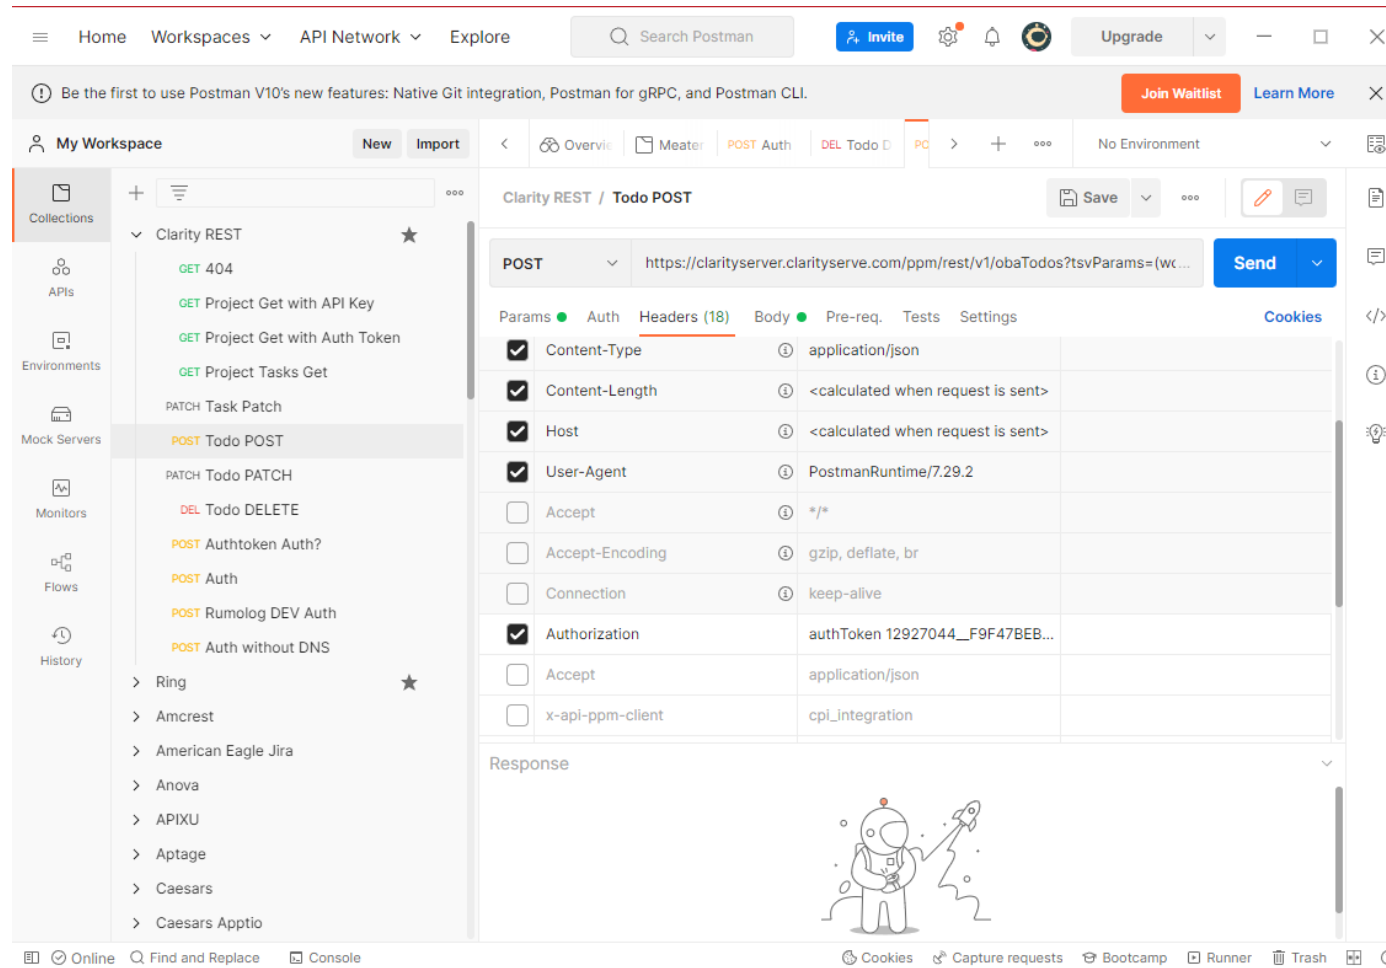 Home Workspaces API Network Explore Search Postman Invite Upgrade
Be the first to use Postman V10's new features: Native Git integration, Postman for gRPC, and Postman CLI. Join Waitlist Learn More
My Workspace New Import Overvie Meater POST Auth DEL Todo D PO No Environment
Collections
APIs
Environments
Mock Servers
Monitors
Flows
History
Clarity REST
GET 404
GET Project Get with API Key
GET Project Get with Auth Token
GET Project Tasks Get
PATCH Task Patch
POST Todo POST
PATCH Todo PATCH
DEL Todo DELETE
POST Authtoken Auth?
POST Auth
POST Rumolog DEV Auth
POST Auth without DNS
Ring
Amcrest
American Eagle Jira
Anova
APIXU
Aptage
Caesars
Caesars Apptio
Clarity REST / Todo POST Save
POST https://clarityserver.clarityserve.com/ppm/rest/v1/obaTodos?tsvParams=(wc... Send
Params Auth Headers (18) Body Pre-req. Tests Settings Cookies
Content-Type application/json
Content-Length <calculated when request is sent>
Host <calculated when request is sent>
User-Agent PostmanRuntime/7.29.2
Accept */*
Accept-Encoding gzip, deflate, br
Connection keep-alive
Authorization authToken 12927044__F9F47BEB...
Accept application/json
x-api-ppm-client cpi_integration
Response
Online Find and Replace Console Cookies Capture requests Bootcamp Runner Trash